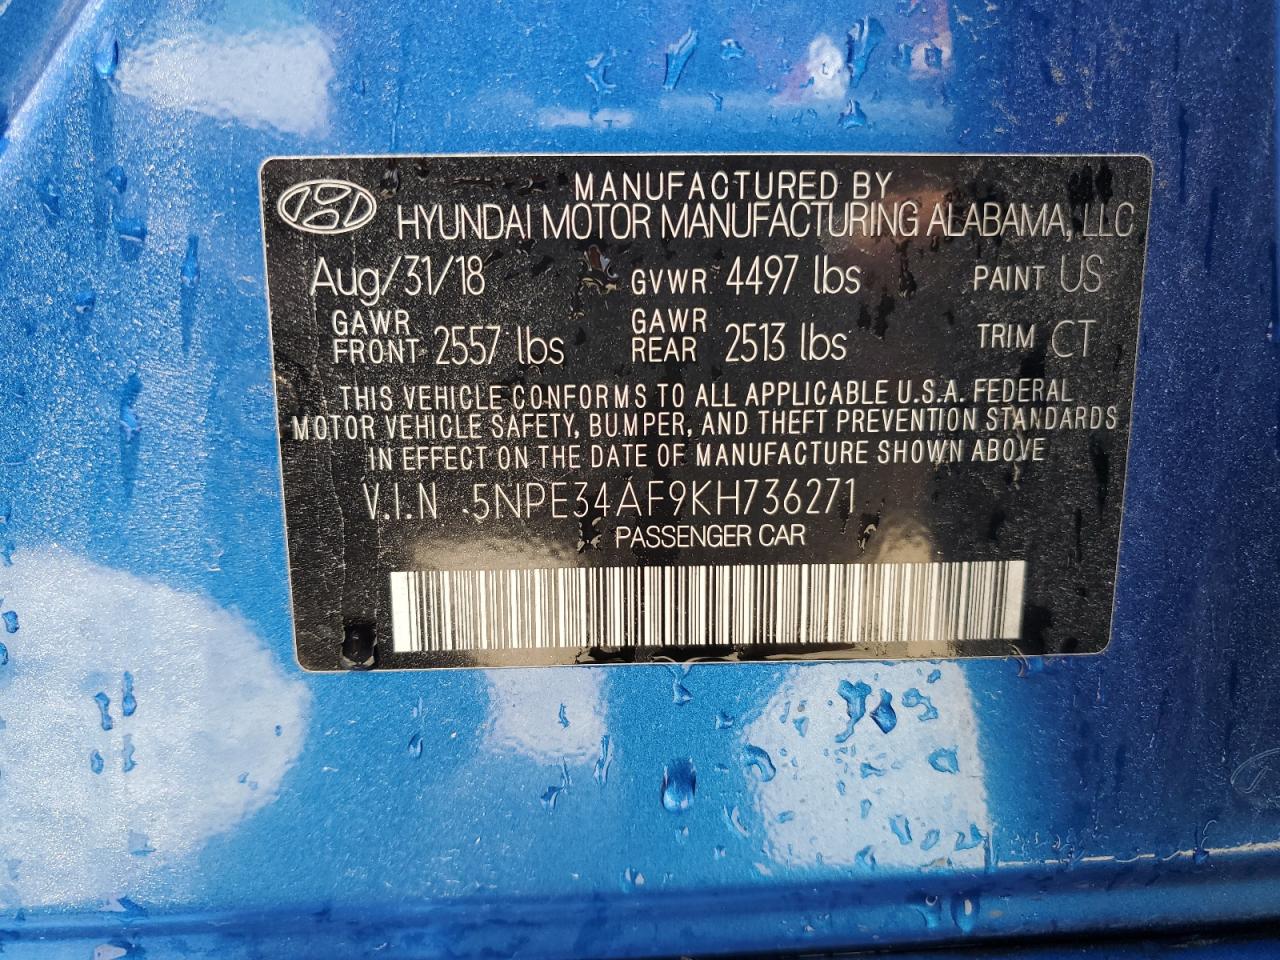 MANUFACTURED BY
HYUNDAI MOTOR MANUFACTURING ALABAMA, LLC
Aug/31/18 GVWR 4497 lbs PAINT US
GAWR FRONT 2557 lbs GAWR REAR 2513 lbs TRIM CT
THIS VEHICLE CONFORMS TO ALL APPLICABLE U.S.A. FEDERAL
MOTOR VEHICLE SAFETY, BUMPER, AND THEFT PREVENTION STANDARDS
IN EFFECT ON THE DATE OF MANUFACTURE SHOWN ABOVE
V.I.N 5NPE34AF9KH736271
PASSENGER CAR